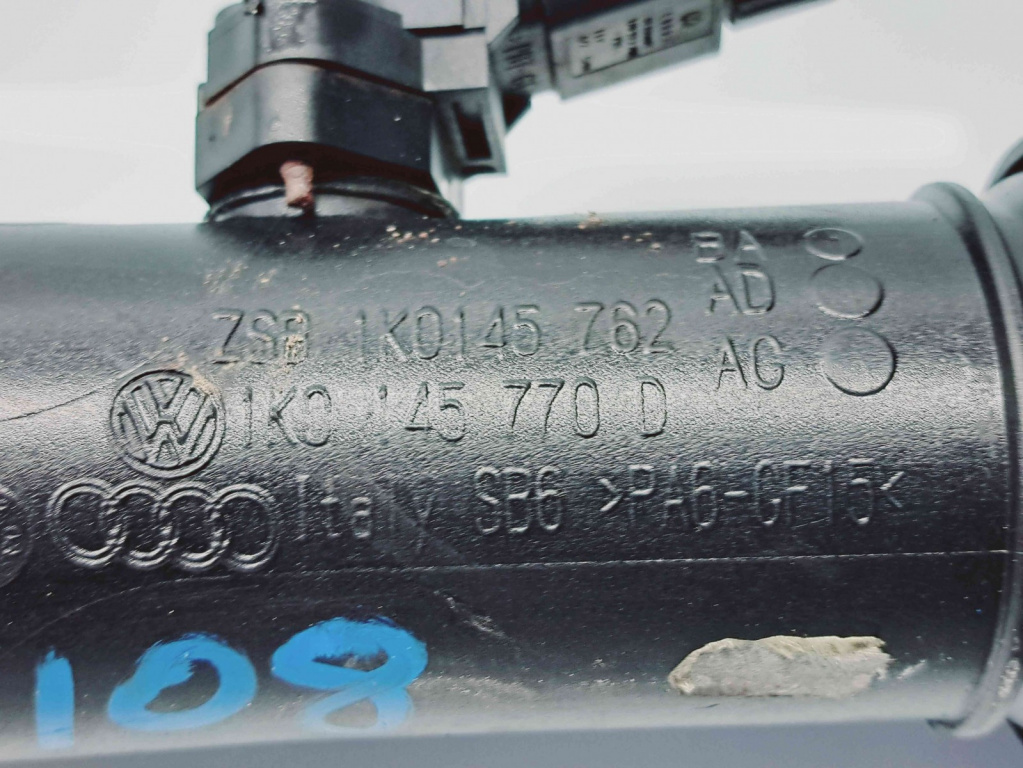 BA
AD
AG
ZSB 1K0145 762
1K0 145 770 D
Italy SB6 >PA6-GF15<
108